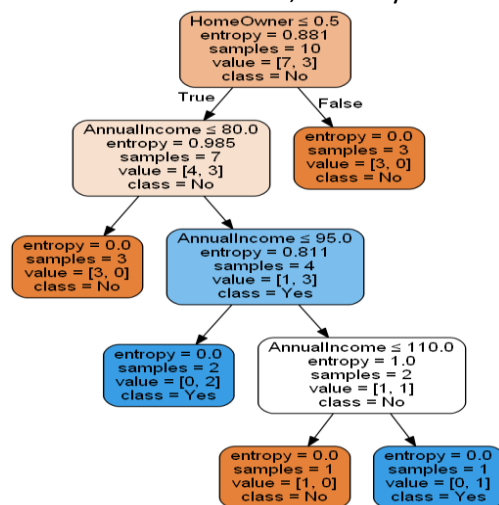 HomeOwner ≤ 0.5
entropy = 0.881
samples = 10
value = [7, 3]
class = No
True
False
AnnualIncome ≤ 80.0
entropy = 0.985
samples = 7
value = [4, 3]
class = No
entropy = 0.0
samples = 3
value = [3, 0]
class = No
entropy = 0.0
samples = 3
value = [3, 0]
class = No
AnnualIncome ≤ 95.0
entropy = 0.811
samples = 4
value = [1, 3]
class = Yes
entropy = 0.0
samples = 2
value = [0, 2]
class = Yes
AnnualIncome ≤ 110.0
entropy = 1.0
samples = 2
value = [1, 1]
class = No
entropy = 0.0
samples = 1
value = [1, 0]
class = No
entropy = 0.0
samples = 1
value = [0, 1]
class = Yes